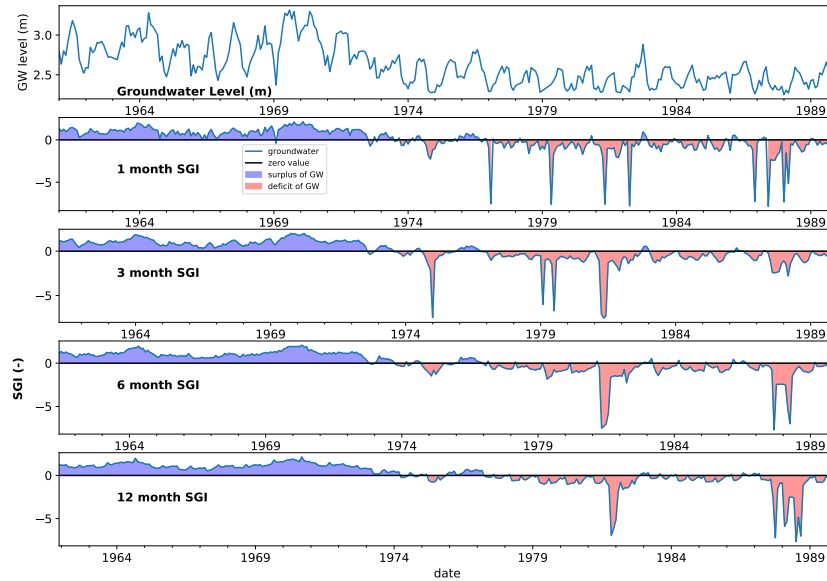 GW level (m)
3.0
2.5
Groundwater Level (m)
1964 1969 1974 1979 1984 1989
0
−5
1 month SGI
groundwater
zero value
surplus of GW
deficit of GW
1964 1969 1974 1979 1984 1989
0
−5
3 month SGI
1964 1969 1974 1979 1984 1989
SGI (-)
0
−5
6 month SGI
1964 1969 1974 1979 1984 1989
0
−5
12 month SGI
1964 1969 1974 1979 1984 1989
date